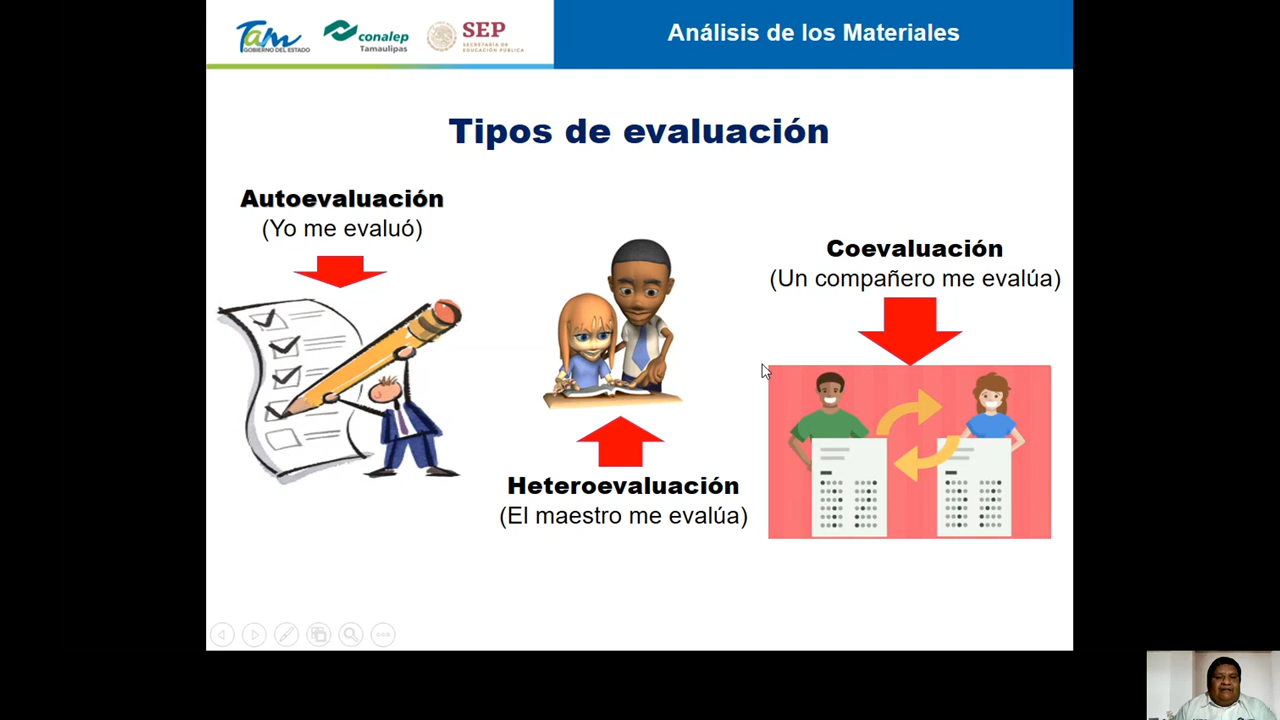 Tam
GOBIERNO DEL ESTADO
conalep
Tamaulipas
SEP
SECRETARÍA DE
EDUCACIÓN PÚBLICA
Análisis de los Materiales
Tipos de evaluación
Autoevaluación
(Yo me evaluó)
Coevaluación
(Un compañero me evalúa)
Heteroevaluación
(El maestro me evalúa)